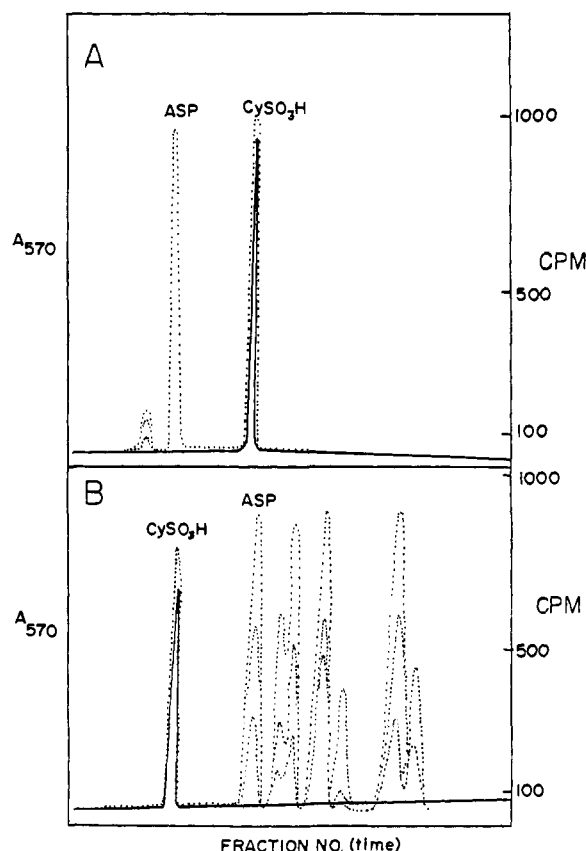 A
ASP
CySO₃H
1000
A₅₇₀
500
CPM
100
B
1000
ASP
CySO₃H
A₅₇₀
500
CPM
100
FRACTION NO. (time)